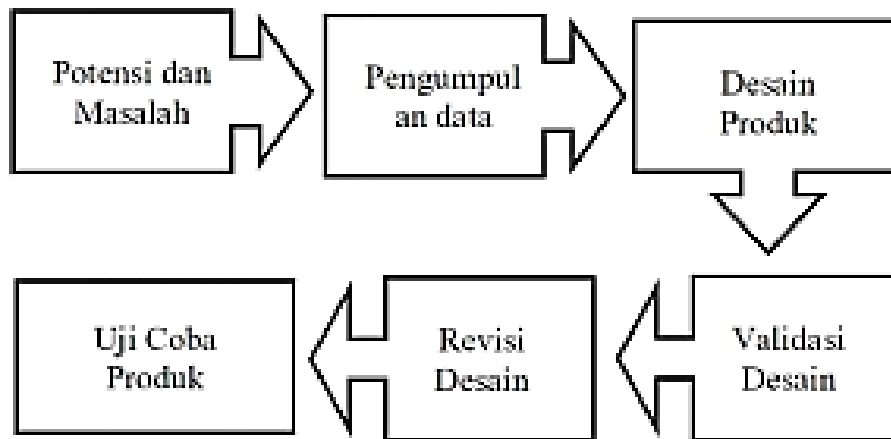 Potensi dan
Masalah
Pengumpul
an data
Desain
Produk
Validasi
Desain
Revisi
Desain
Uji Coba
Produk